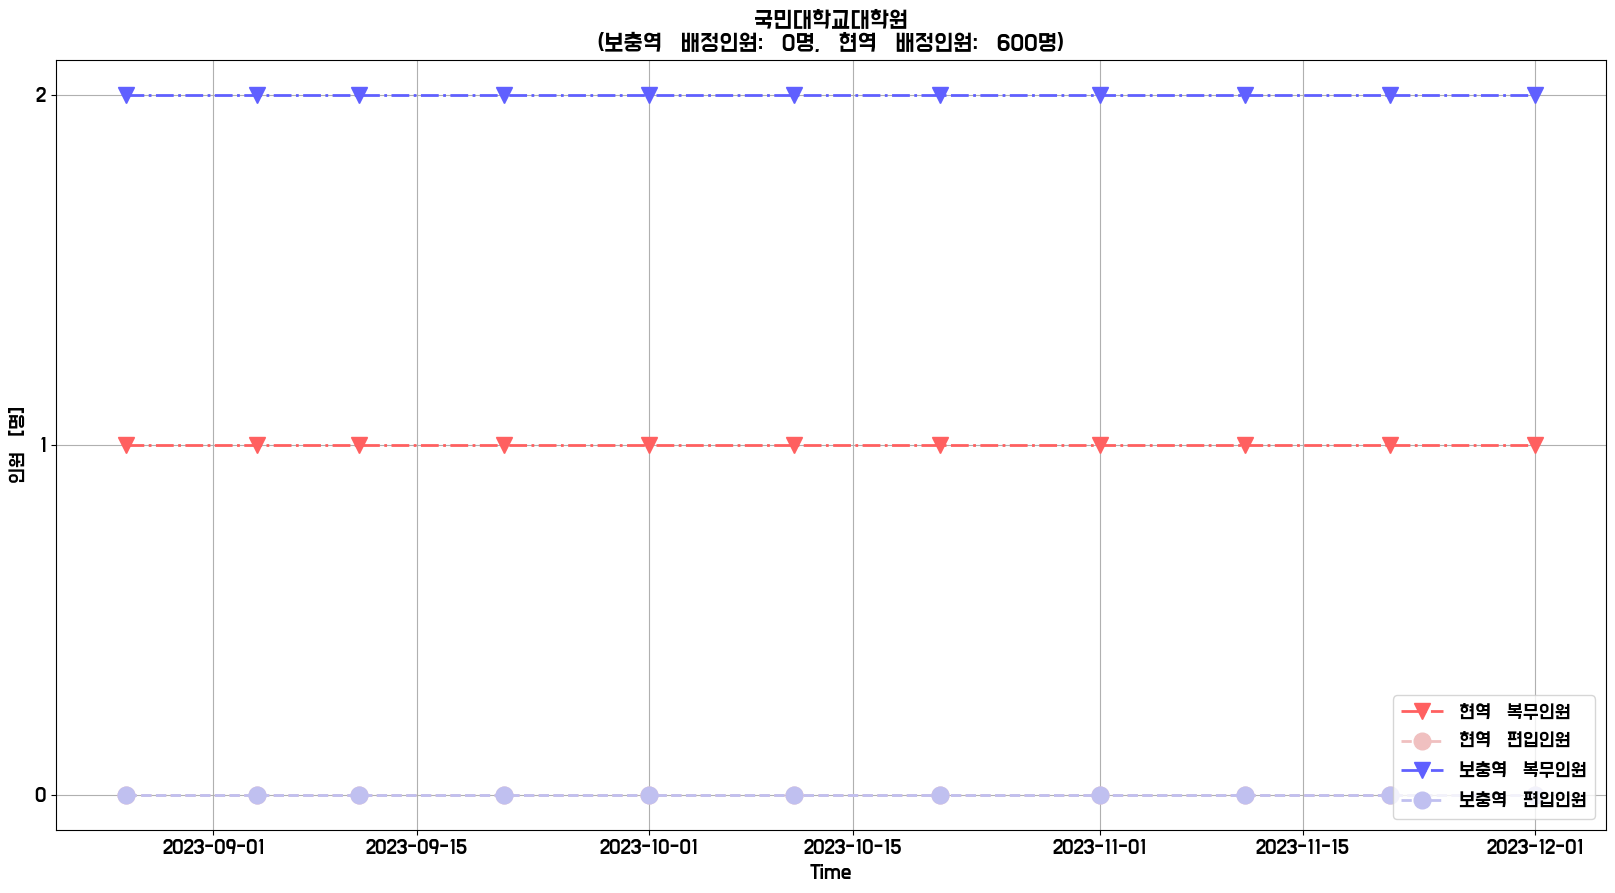 국민대학교대학원
(보충역 배정인원: 0명, 현역 배정인원: 600명)
2
1
0
인원 [명]
현역 복무인원
현역 편입인원
보충역 복무인원
보충역 편입인원
2023-09-01 2023-09-15 2023-10-01 2023-10-15 2023-11-01 2023-11-15 2023-12-01
Time